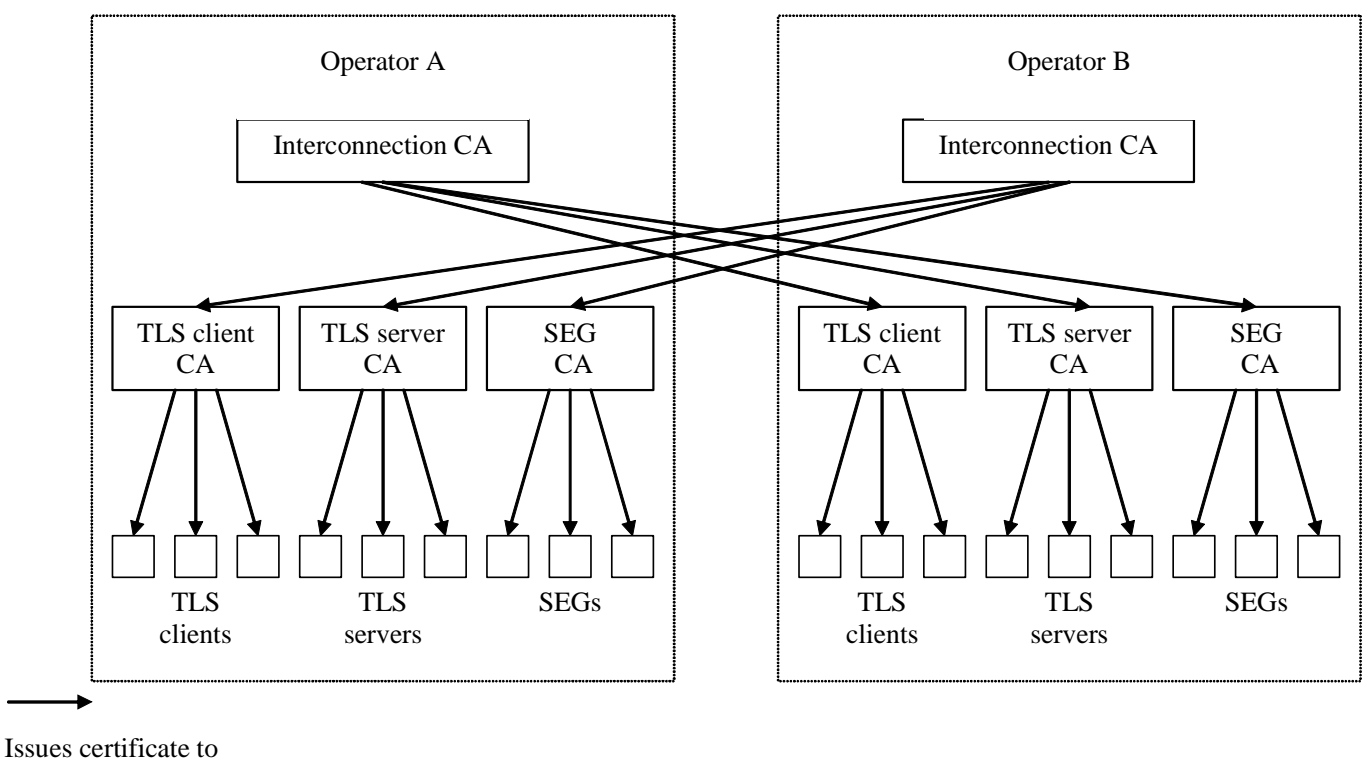 Operator A
Operator B
Interconnection CA
Interconnection CA
TLS client
CA
TLS server
CA
SEG
CA
TLS client
CA
TLS server
CA
SEG
CA
TLS
clients
TLS
servers
SEGs
TLS
clients
TLS
servers
SEGs
Issues certificate to